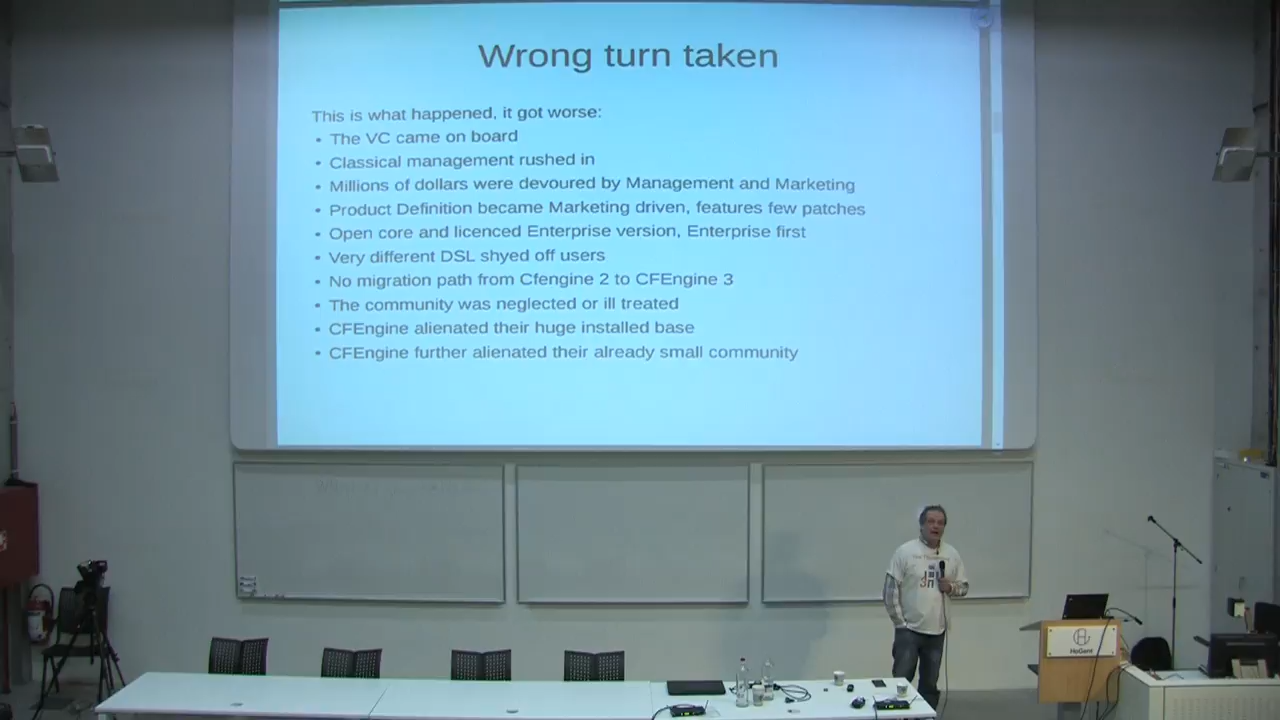 Wrong turn taken
This is what happened, it got worse:
• The VC came on board
• Classical management rushed in
• Millions of dollars were devoured by Management and Marketing
• Product Definition became Marketing driven, features few patches
• Open core and licenced Enterprise version, Enterprise first
• Very different DSL shyed off users
• No migration path from Cfengine 2 to CFEngine 3
• The community was neglected or ill treated
• CFEngine alienated their huge installed base
• CFEngine further alienated their already small community
HoGent